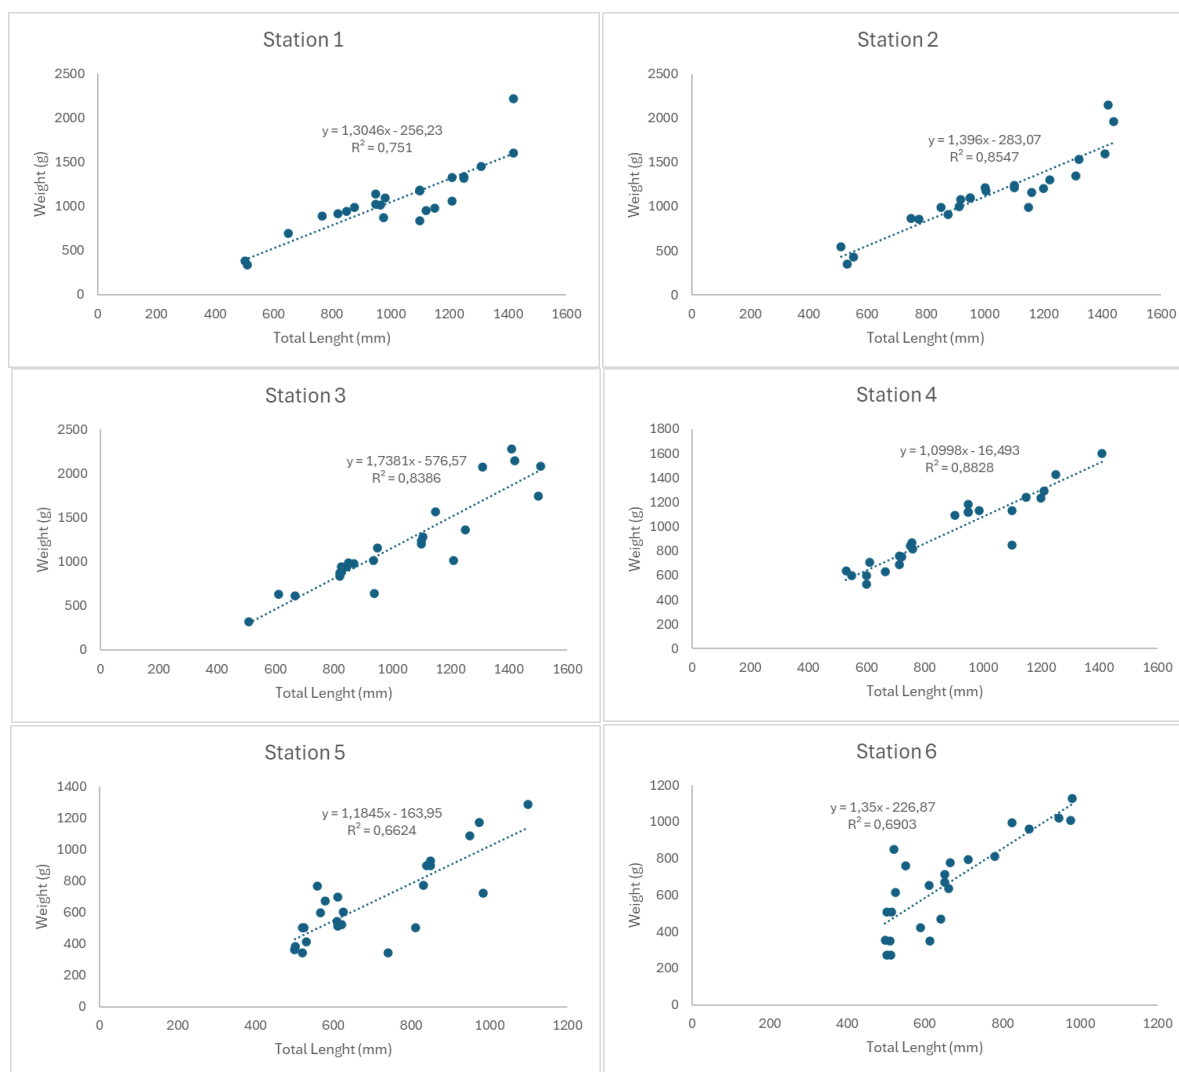 Station 1
2500
2000
1500
1000
500
0
Weight (g)
y = 1,3046x - 256,23
R² = 0,751
0 200 400 600 800 1000 1200 1400 1600
Total Lenght (mm)
Station 2
2500
2000
1500
1000
500
0
Weight (g)
y = 1,396x - 283,07
R² = 0,8547
0 200 400 600 800 1000 1200 1400 1600
Total Lenght (mm)
Station 3
2500
2000
1500
1000
500
0
Weight (g)
y = 1,7381x - 576,57
R² = 0,8386
0 200 400 600 800 1000 1200 1400 1600
Total Lenght (mm)
Station 4
1800
1600
1400
1200
1000
800
600
400
200
0
Weight (g)
y = 1,0998x - 16,493
R² = 0,8828
0 200 400 600 800 1000 1200 1400 1600
Total Lenght (mm)
Station 5
1400
1200
1000
800
600
400
200
0
Weight (g)
y = 1,1845x - 163,95
R² = 0,6624
0 200 400 600 800 1000 1200
Total Lenght (mm)
Station 6
1200
1000
800
600
400
200
0
Weight (g)
y = 1,35x - 226,87
R² = 0,6903
0 200 400 600 800 1000 1200
Total Lenght (mm)